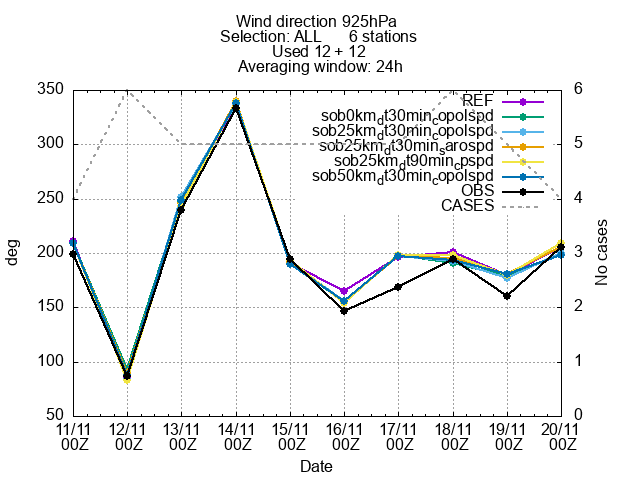 Wind direction 925hPa
Selection: ALL 6 stations
Used 12 + 12
Averaging window: 24h
deg
No cases
350
300
250
200
150
100
50
6
5
4
3
2
1
0
REF
sob0km_dt30min_copolspd
sob25km_dt30min_copolspd
sob25km_dt30min_sarospd
sob25km_dt90min_cpspd
sob50km_dt30min_copolspd
OBS
CASES
11/11 12/11 13/11 14/11 15/11 16/11 17/11 18/11 19/11 20/11
00Z 00Z 00Z 00Z 00Z 00Z 00Z 00Z 00Z 00Z
Date